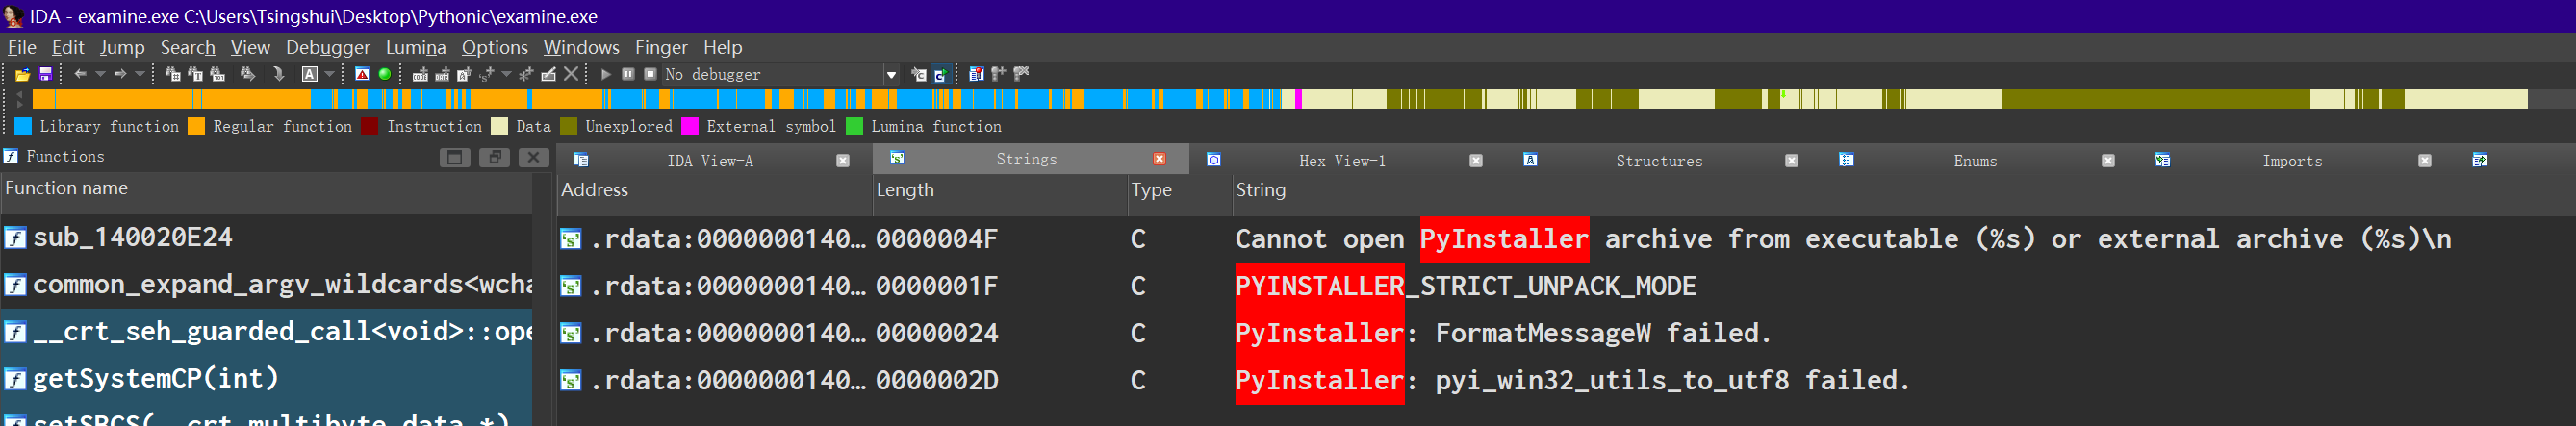 IDA - examine.exe C:\Users\Tsingshui\Desktop\Pythonic\examine.exe
File Edit Jump Search View Debugger Lumina Options Windows Finger Help
No debugger
Library function Regular function Instruction Data Unexplored External symbol Lumina function
Functions
IDA View-A Strings Hex View-1 Structures Enums Imports
Function name
Address Length Type String
sub_140020E24
.rdata:0000000140… 0000004F C Cannot open PyInstaller archive from executable (%s) or external archive (%s)\n
common_expand_argv_wildcards<wcha
.rdata:0000000140… 0000001F C PYINSTALLER_STRICT_UNPACK_MODE
__crt_seh_guarded_call<void>::ope
.rdata:0000000140… 00000024 C PyInstaller: FormatMessageW failed.
getSystemCP(int)
.rdata:0000000140… 0000002D C PyInstaller: pyi_win32_utils_to_utf8 failed.
setSBCS(__crt_multibyte_data *)